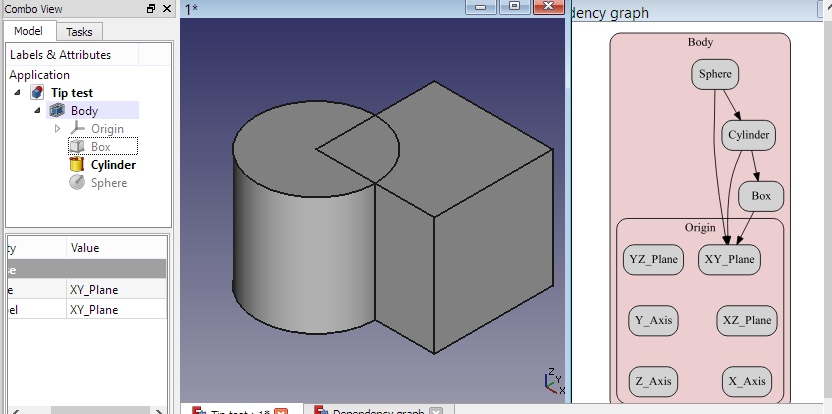 Combo View
Model
Tasks
Labels & Attributes
Application
Tip test
Body
Origin
Box
Cylinder
Sphere
ty
Value
se
e
XY_Plane
el
XY_Plane
1*
Z
Y
X
Tip test : 1*
Dependency graph
dency graph
Body
Sphere
Cylinder
Box
Origin
YZ_Plane
XY_Plane
Y_Axis
XZ_Plane
Z_Axis
X_Axis